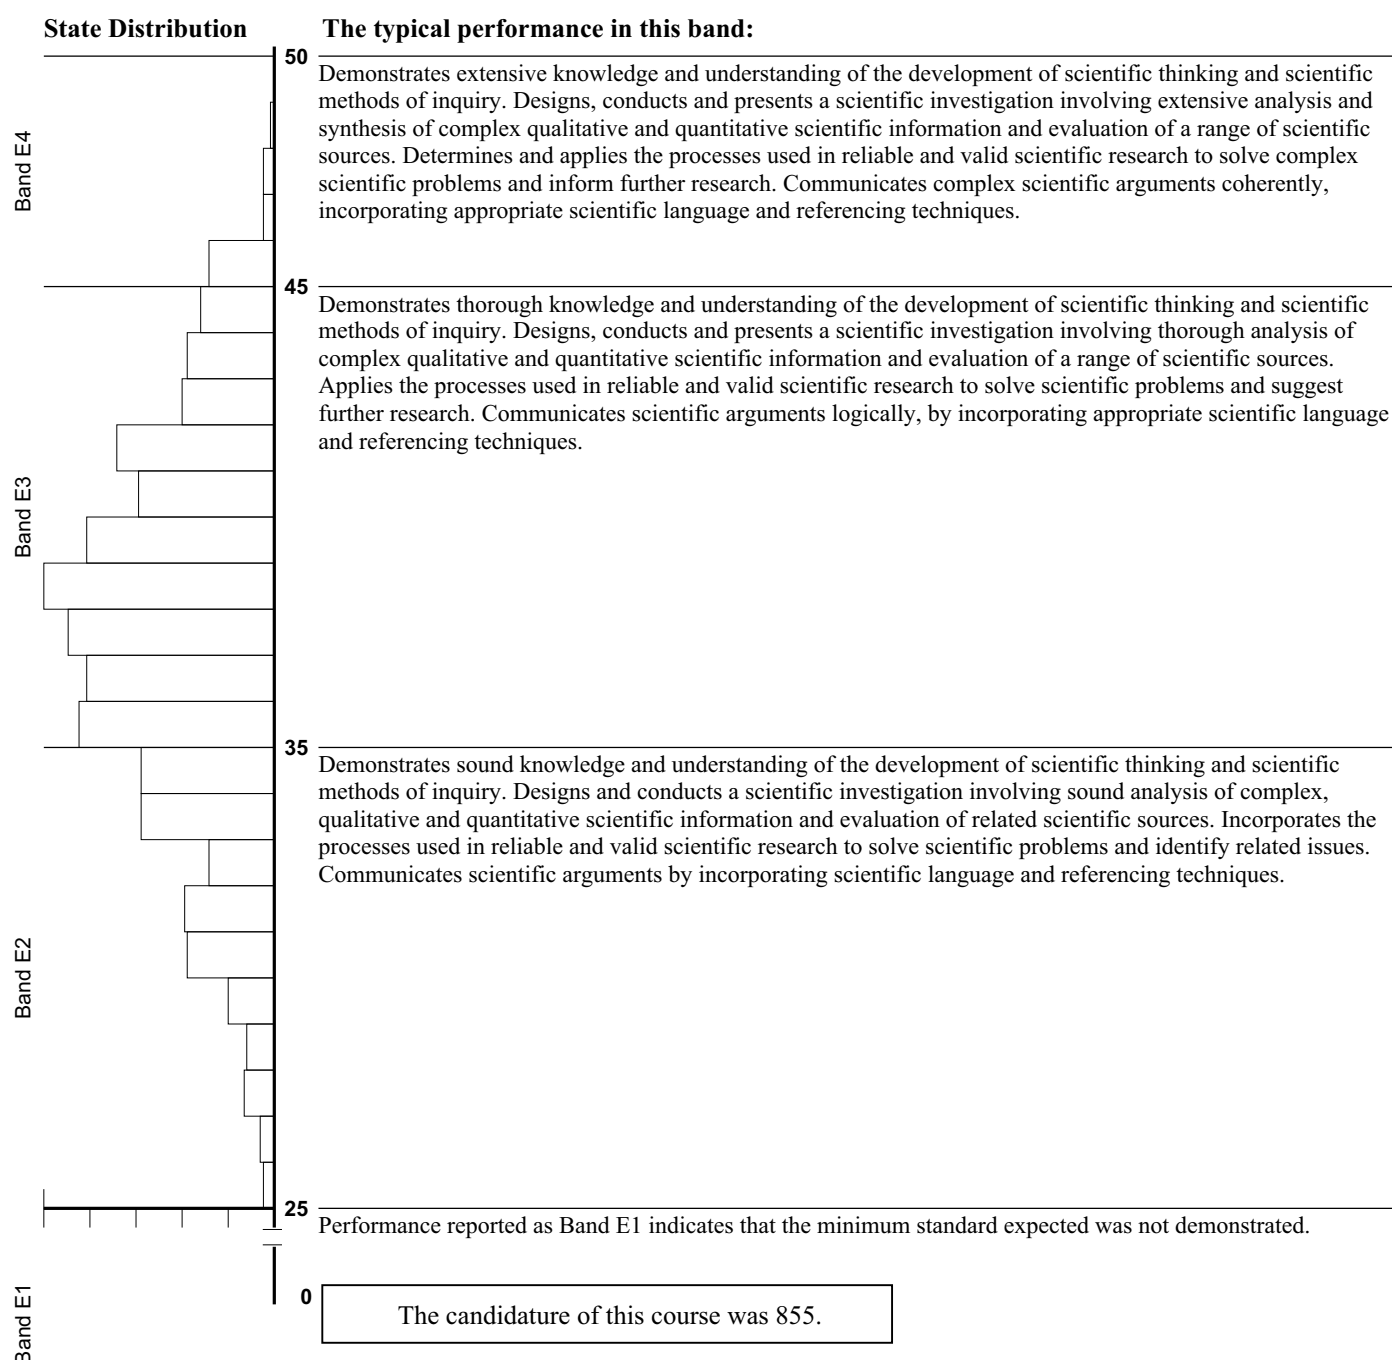 State Distribution
The typical performance in this band:
50
Demonstrates extensive knowledge and understanding of the development of scientific thinking and scientific
methods of inquiry. Designs, conducts and presents a scientific investigation involving extensive analysis and
synthesis of complex qualitative and quantitative scientific information and evaluation of a range of scientific
sources. Determines and applies the processes used in reliable and valid scientific research to solve complex
scientific problems and inform further research. Communicates complex scientific arguments coherently,
incorporating appropriate scientific language and referencing techniques.
Band E4
45
Demonstrates thorough knowledge and understanding of the development of scientific thinking and scientific
methods of inquiry. Designs, conducts and presents a scientific investigation involving thorough analysis of
complex qualitative and quantitative scientific information and evaluation of a range of scientific sources.
Applies the processes used in reliable and valid scientific research to solve scientific problems and suggest
further research. Communicates scientific arguments logically, by incorporating appropriate scientific language
and referencing techniques.
Band E3
35
Demonstrates sound knowledge and understanding of the development of scientific thinking and scientific
methods of inquiry. Designs and conducts a scientific investigation involving sound analysis of complex,
qualitative and quantitative scientific information and evaluation of related scientific sources. Incorporates the
processes used in reliable and valid scientific research to solve scientific problems and identify related issues.
Communicates scientific arguments by incorporating scientific language and referencing techniques.
Band E2
25
Performance reported as Band E1 indicates that the minimum standard expected was not demonstrated.
0
Band E1
The candidature of this course was 855.